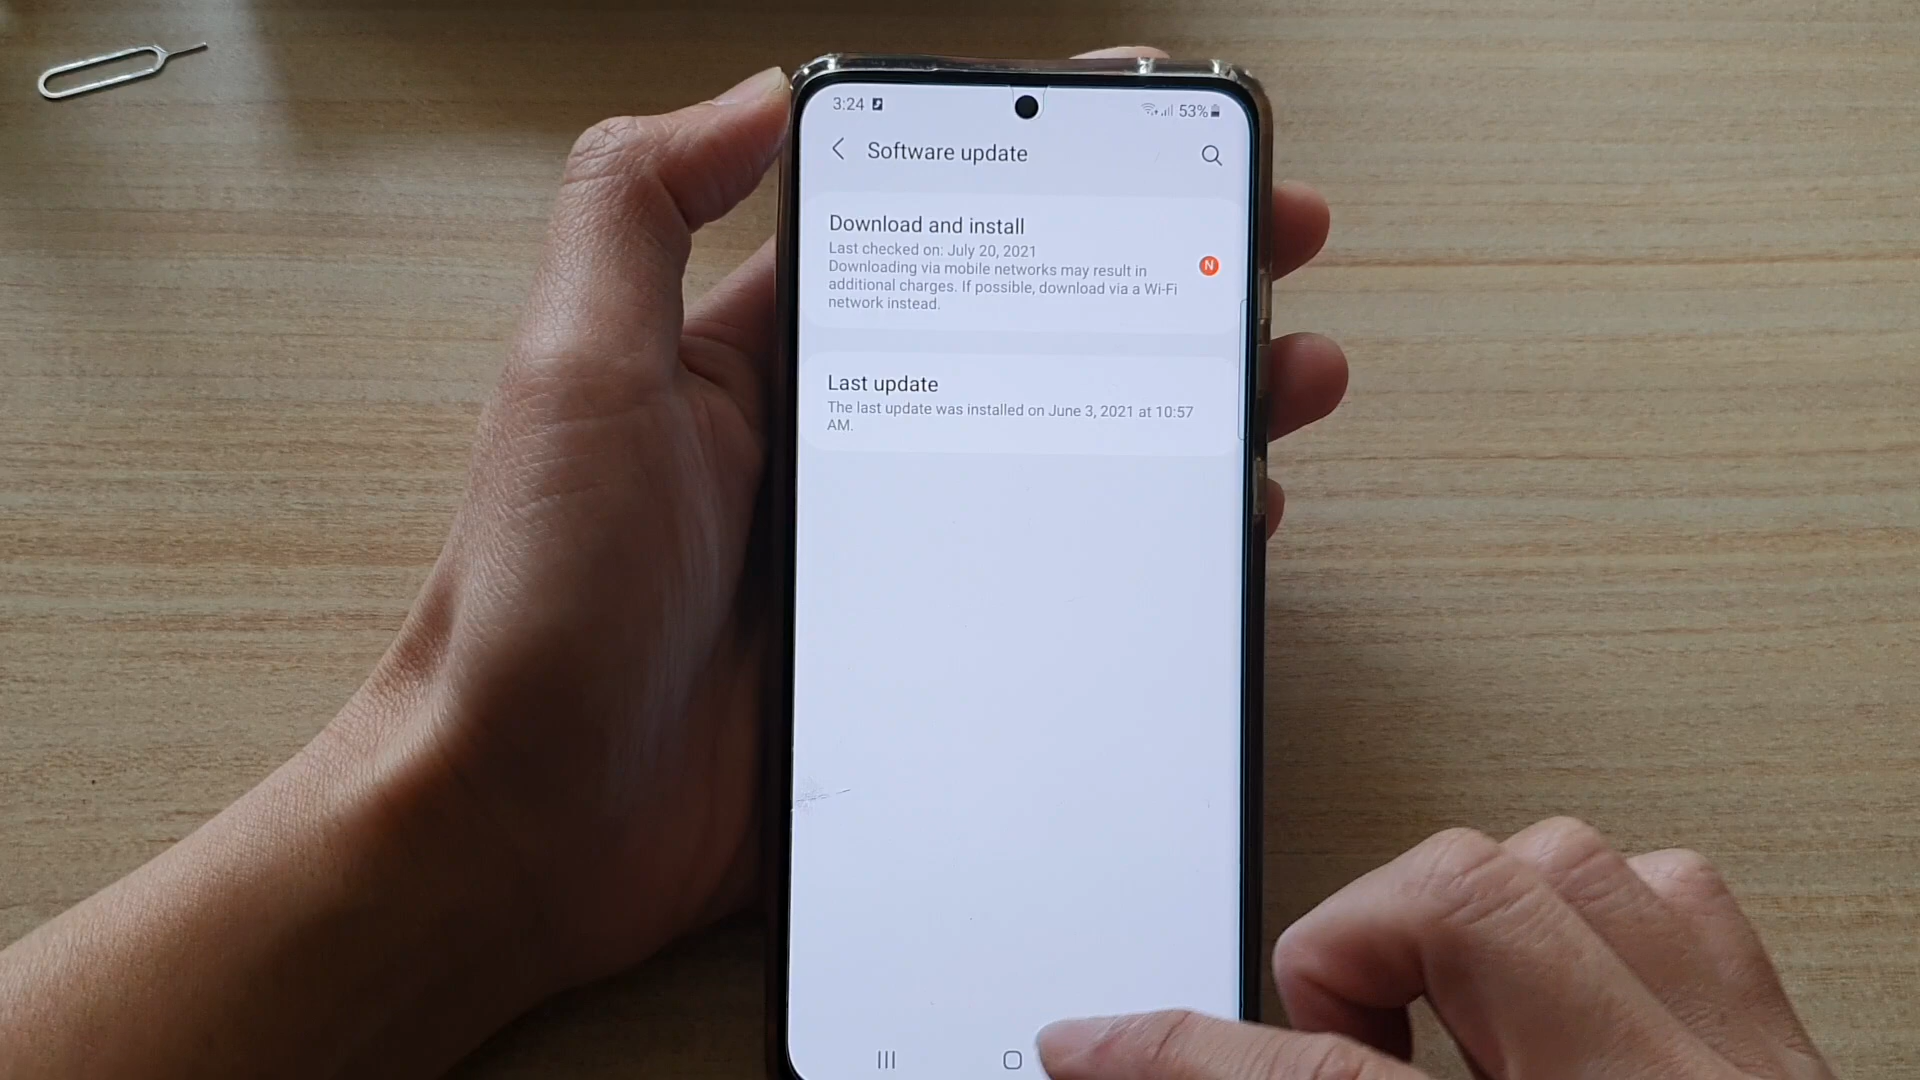 3:24
53%
Software update
Download and install
Last checked on: July 20, 2021
Downloading via mobile networks may result in
additional charges. If possible, download via a Wi-Fi
network instead.
N
Last update
The last update was installed on June 3, 2021 at 10:57
AM.